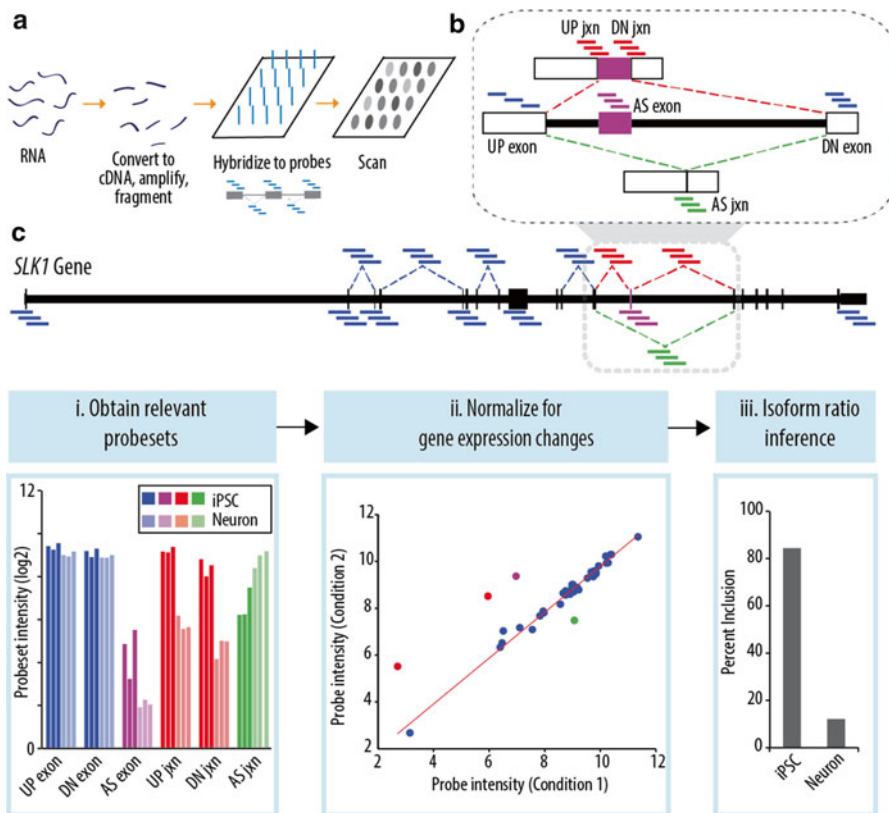 a
RNA
Convert to
cDNA, amplify,
fragment
Hybridize to probes
Scan
b
UP jxn DN jxn
AS exon
UP exon
DN exon
AS jxn
c
SLK1 Gene
i. Obtain relevant
probesets
ii. Normalize for
gene expression changes
iii. Isoform ratio
inference
12
0
Probeset intensity (log2)
iPSC
Neuron
UP exon
DN exon
AS exon
UP jxn
DN jxn
AS jxn
12
10
8
6
4
2
Probe intensity (Condition 2)
2 4 6 8 10 12
Probe intensity (Condition 1)
100
80
60
40
20
0
Percent Inclusion
iPSC
Neuron